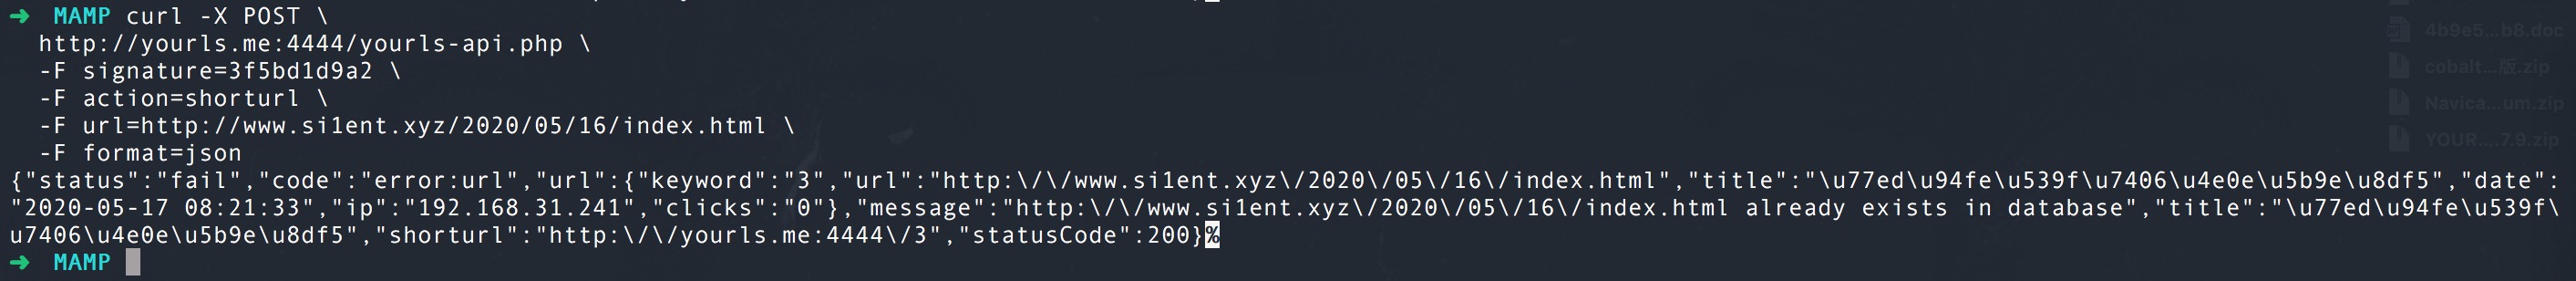 ➜  MAMP curl -X POST \
  http://yourls.me:4444/yourls-api.php \
  -F signature=3f5bd1d9a2 \
  -F action=shorturl \
  -F url=http://www.si1ent.xyz/2020/05/16/index.html \
  -F format=json
{"status":"fail","code":"error:url","url":{"keyword":"3","url":"http:\/\/www.si1ent.xyz\/2020\/05\/16\/index.html","title":"\u77ed\u94fe\u539f\u7406\u4e0e\u5b9e\u8df5","date":
"2020-05-17 08:21:33","ip":"192.168.31.241","clicks":"0"},"message":"http:\/\/www.si1ent.xyz\/2020\/05\/16\/index.html already exists in database","title":"\u77ed\u94fe\u539f\
u7406\u4e0e\u5b9e\u8df5","shorturl":"http:\/\/yourls.me:4444\/3","statusCode":200}%
➜  MAMP
4b9e5...b8.doc
cobalt...版.zip
Navica...um.zip
YOUR....7.9.zip